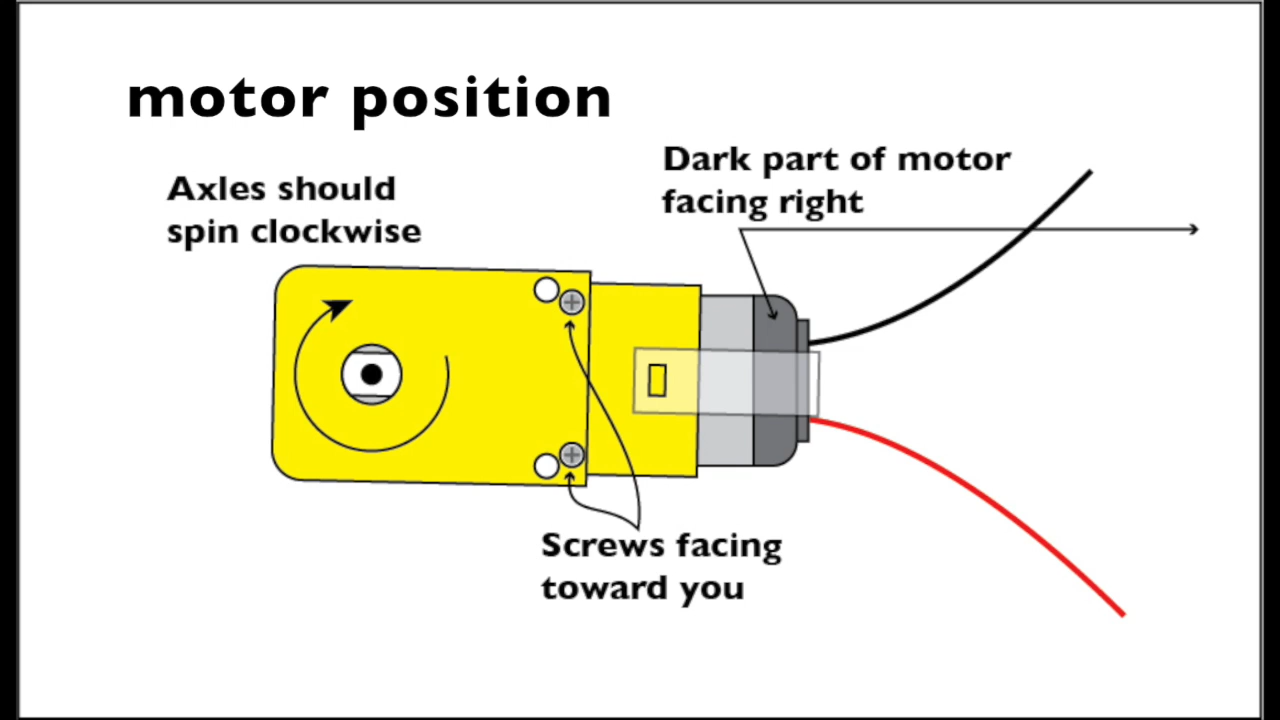 motor position
Axles should
spin clockwise
Dark part of motor
facing right
Screws facing
toward you